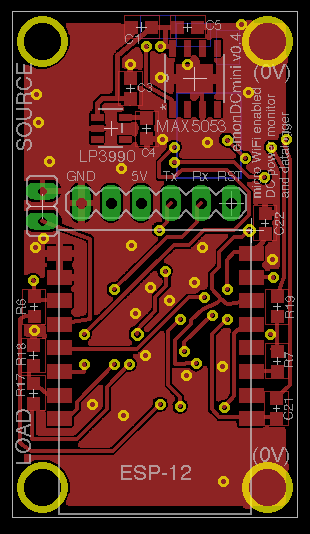 C1
C5
SOURCE
C3
MAX5053
LP3990
C4
emonDCmini v0.4
(0V)
micro WiFi enabled
DC power monitor
and datalogger
GND
5V
Tx
Rx
RST
C22
R6
R16
R17
R19
R7
C21
LOAD
(0V)
ESP-12